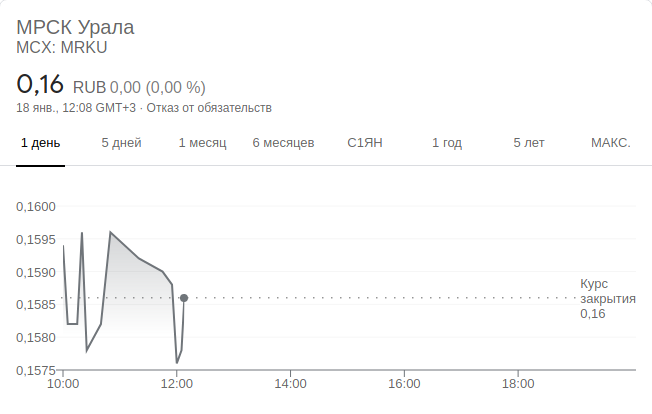 МРСК Урала
MCX: MRKU
0,16 RUB 0,00 (0,00 %)
18 янв., 12:08 GMT+3 · Отказ от обязательств
1 день 5 дней 1 месяц 6 месяцев С1ЯН 1 год 5 лет МАКС.
0,1600
0,1595
0,1590
0,1585
0,1580
0,1575
Курс
закрытия
0,16
10:00 12:00 14:00 16:00 18:00